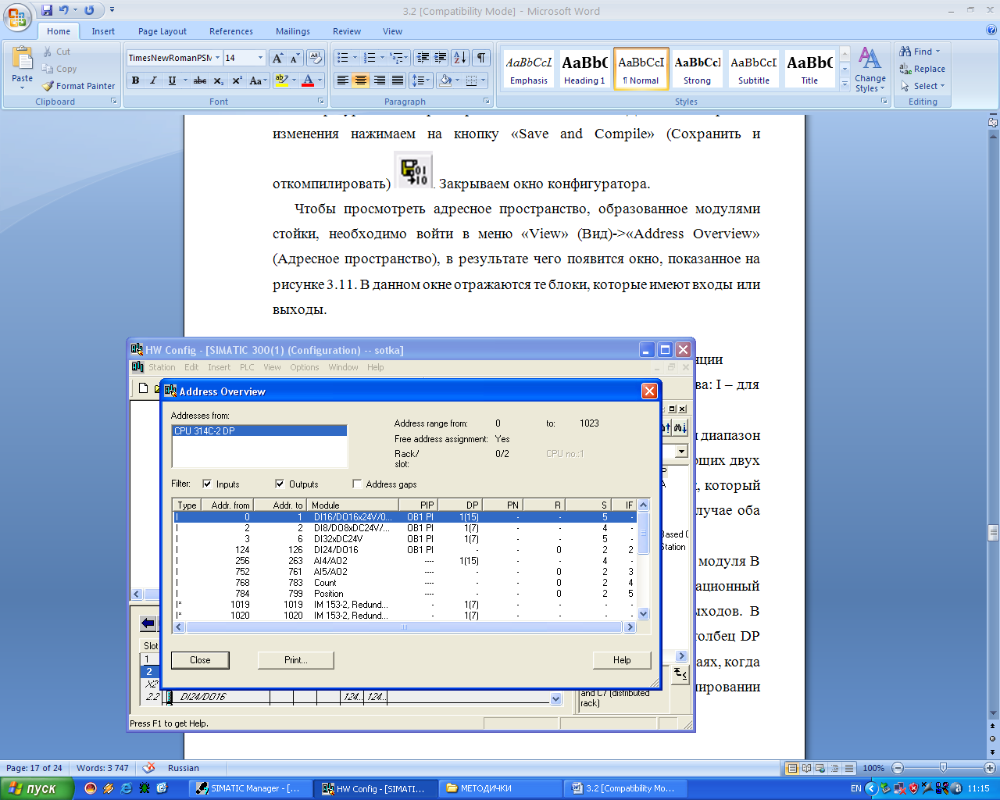 3.2 [Compatibility Mode] - Microsoft Word
Home Insert Page Layout References Mailings Review View
Paste
Cut
Copy
Format Painter
Clipboard
TimesNewRomanPSM 14
B I U abc x₂ x² Aa
Font
Paragraph
AaBbCcI AaBbC AaBbCcI AaBbCcl AaBbCcI AaBbC
Emphasis Heading 1 ¶ Normal Strong Subtitle Title
Change Styles
Styles
Find
Replace
Select
Editing
изменения нажимаем на кнопку «Save and Compile» (Сохранить и
откомпилировать) . Закрываем окно конфигуратора.
Чтобы просмотреть адресное пространство, образованное модулями
стойки, необходимо войти в меню «View» (Вид)->«Address Overview»
(Адресное пространство), в результате чего появится окно, показанное на
рисунке 3.11. В данном окне отражаются те блоки, которые имеют входы или
выходы.
HW Config - [SIMATIC 300(1) (Configuration) -- sotka]
Station Edit Insert PLC View Options Window Help
Address Overview
Addresses from:
CPU 314C-2 DP
Address range from: 0 to: 1023
Free address assignment: Yes
Rack/ slot: 0/2 CPU no.:1
Filter: Inputs Outputs Address gaps
Type Addr. from Addr. to Module PIP DP PN R S IF
I 0 1 DI16/DO16x24V/0... OB1 PI 1(15) - - 5 -
I 2 2 DI8/DO8xDC24V/... OB1 PI 1(7) - - 4 -
I 3 6 DI32xDC24V OB1 PI 1(7) - - 5 -
I 124 126 DI24/DO16 OB1 PI - - 0 2 2
I 256 263 AI4/AO2 ---- 1(15) - - 4 -
I 752 761 AI5/AO2 ---- - - 0 2 3
I 768 783 Count ---- - - 0 2 4
I 784 799 Position ---- - - 0 2 5
I* 1019 1019 IM 153-2, Redund... - 1(7) - - - -
I* 1020 1020 IM 153-2, Redund... - 1(7) - - - -
Close Print... Help
нции
ва: I – для
диапазон
ющих двух
, который
лучае оба
модуля В
ационный
ыходов. В
олбец DP
аях, когда
лировании
Based C
Station
Slot
1
2
X2
2.2 DI24/DO16 124... 124...
and C7 (distributed
rack)
Press F1 to get Help.
Page: 17 of 24 Words: 3 747 Russian 100%
пуск SIMATIC Manager - [... HW Config - [SIMATI... МЕТОДИЧКИ 3.2 [Compatibility Mo... EN 11:15